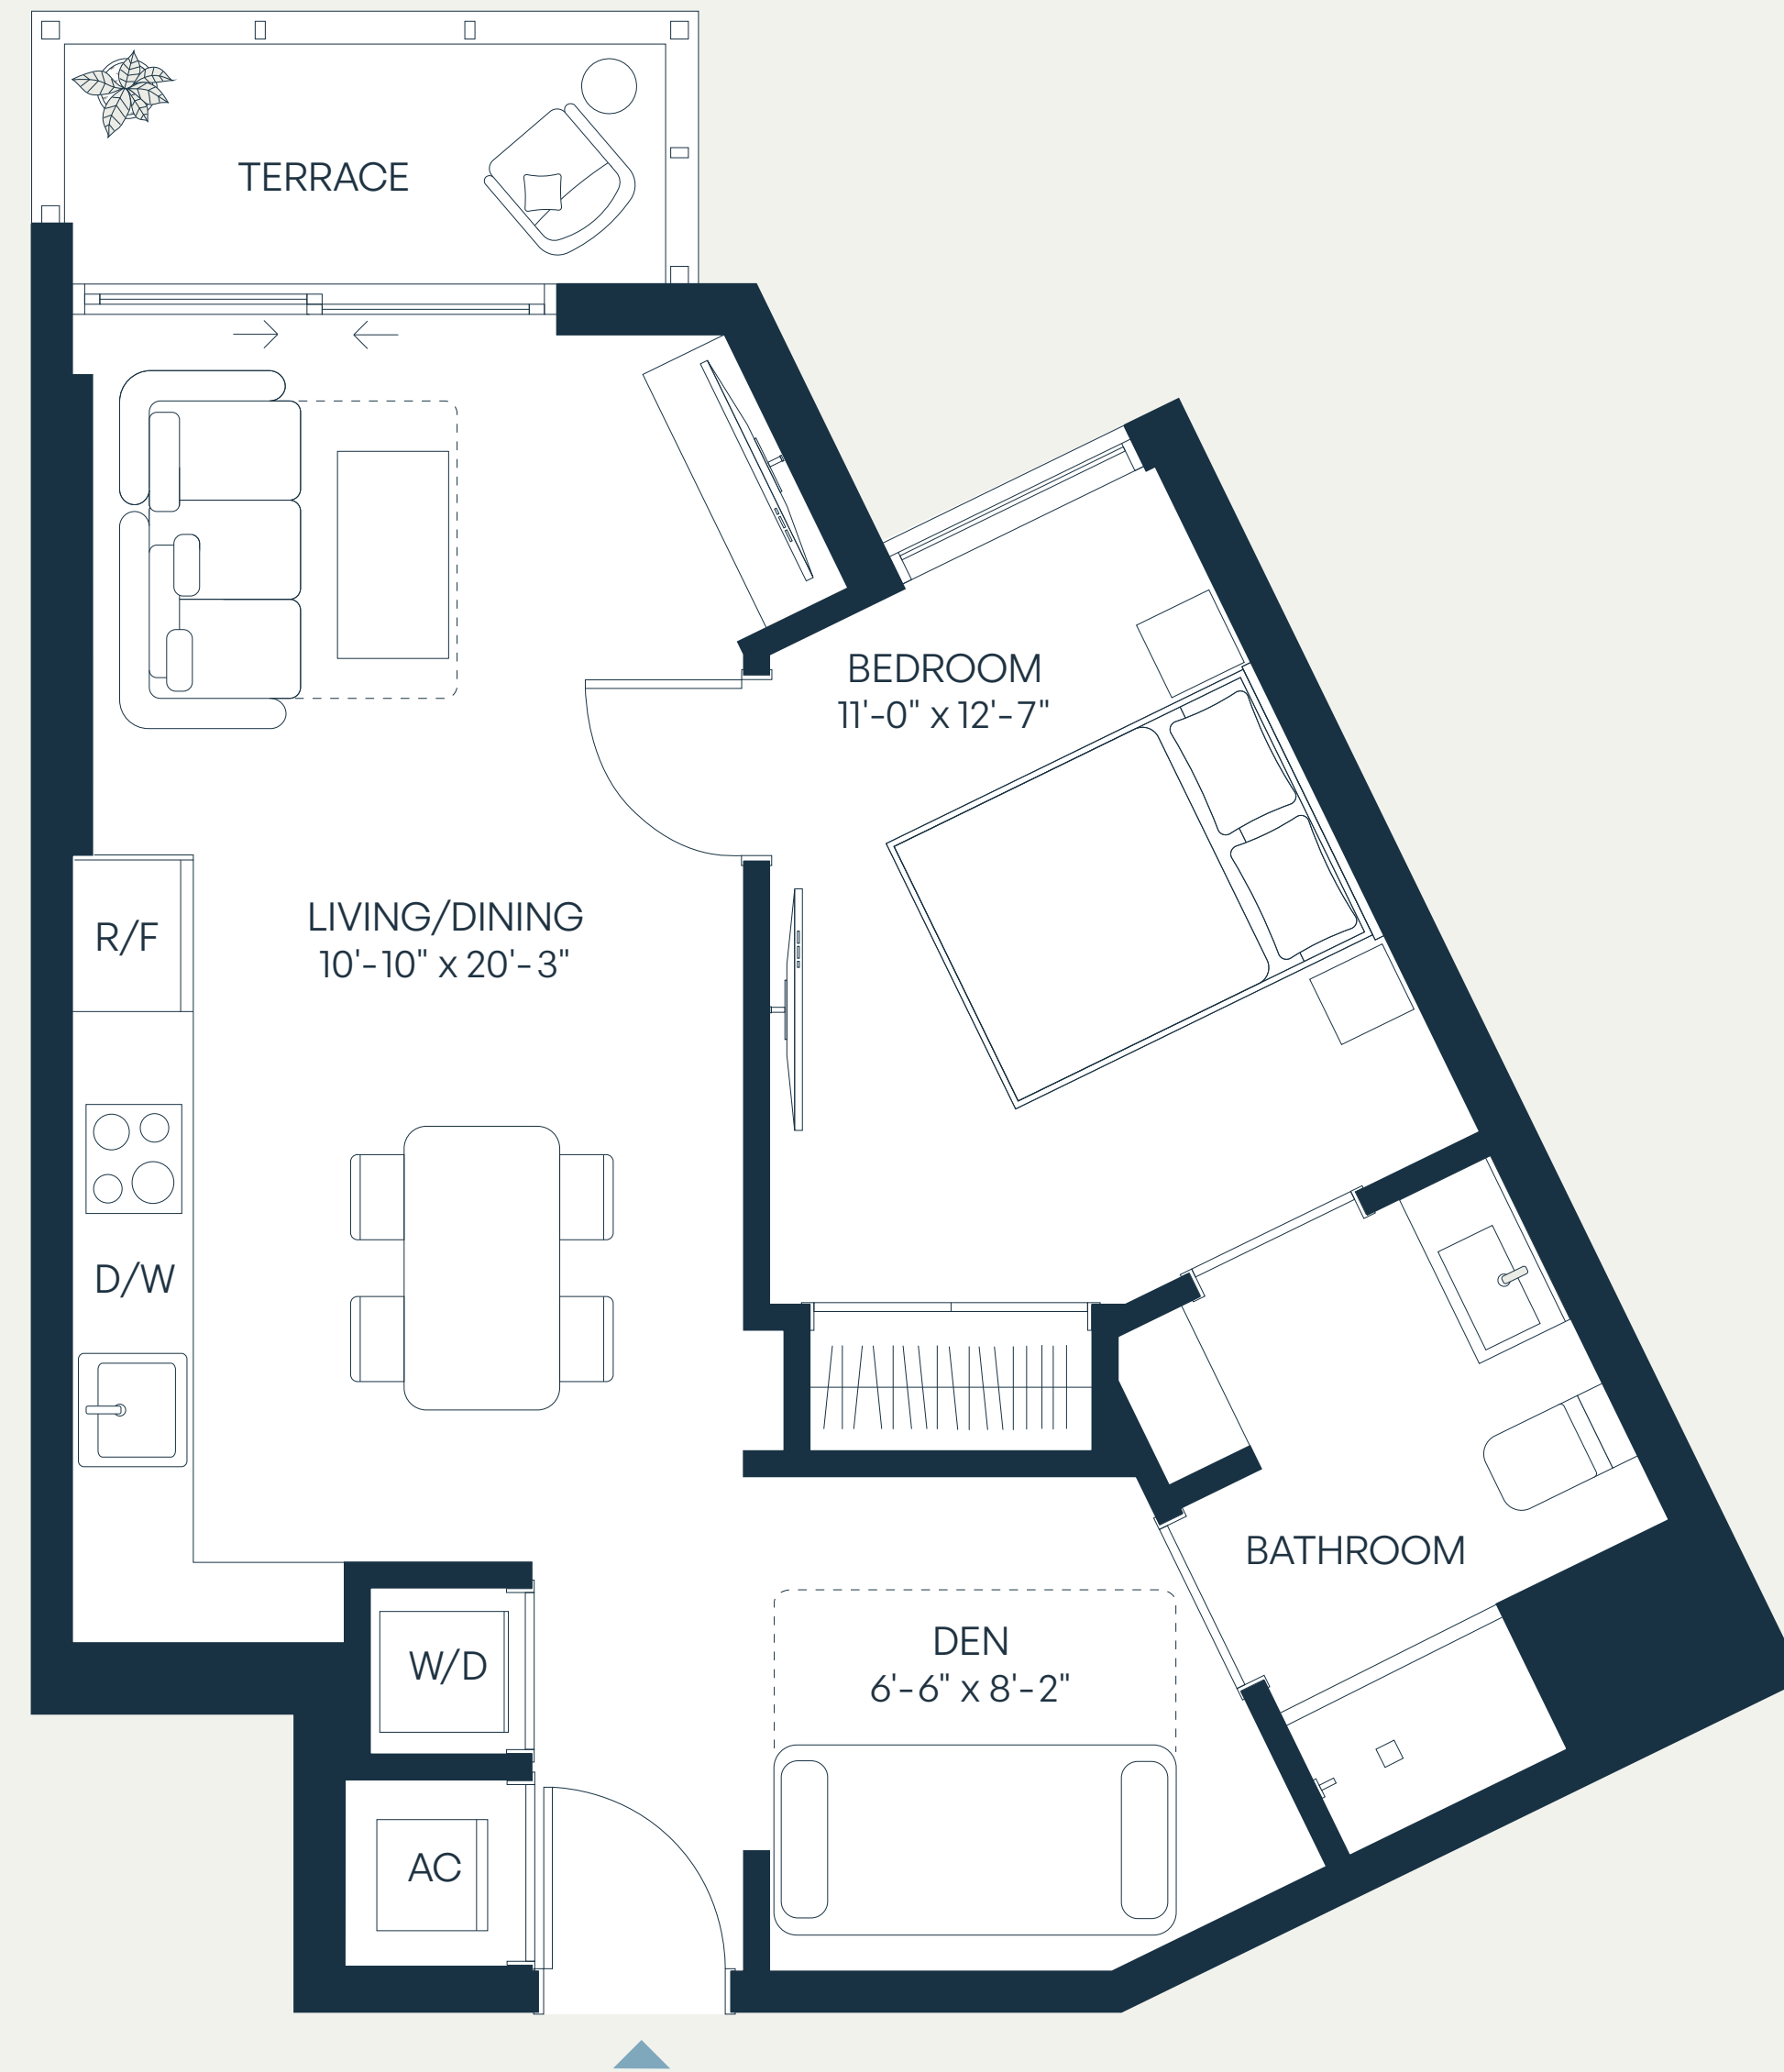 TERRACE
BEDROOM
11'-0" x 12'-7"
R/F
LIVING/DINING
10'-10" x 20'-3"
D/W
BATHROOM
DEN
6'-6" x 8'-2"
W/D
AC